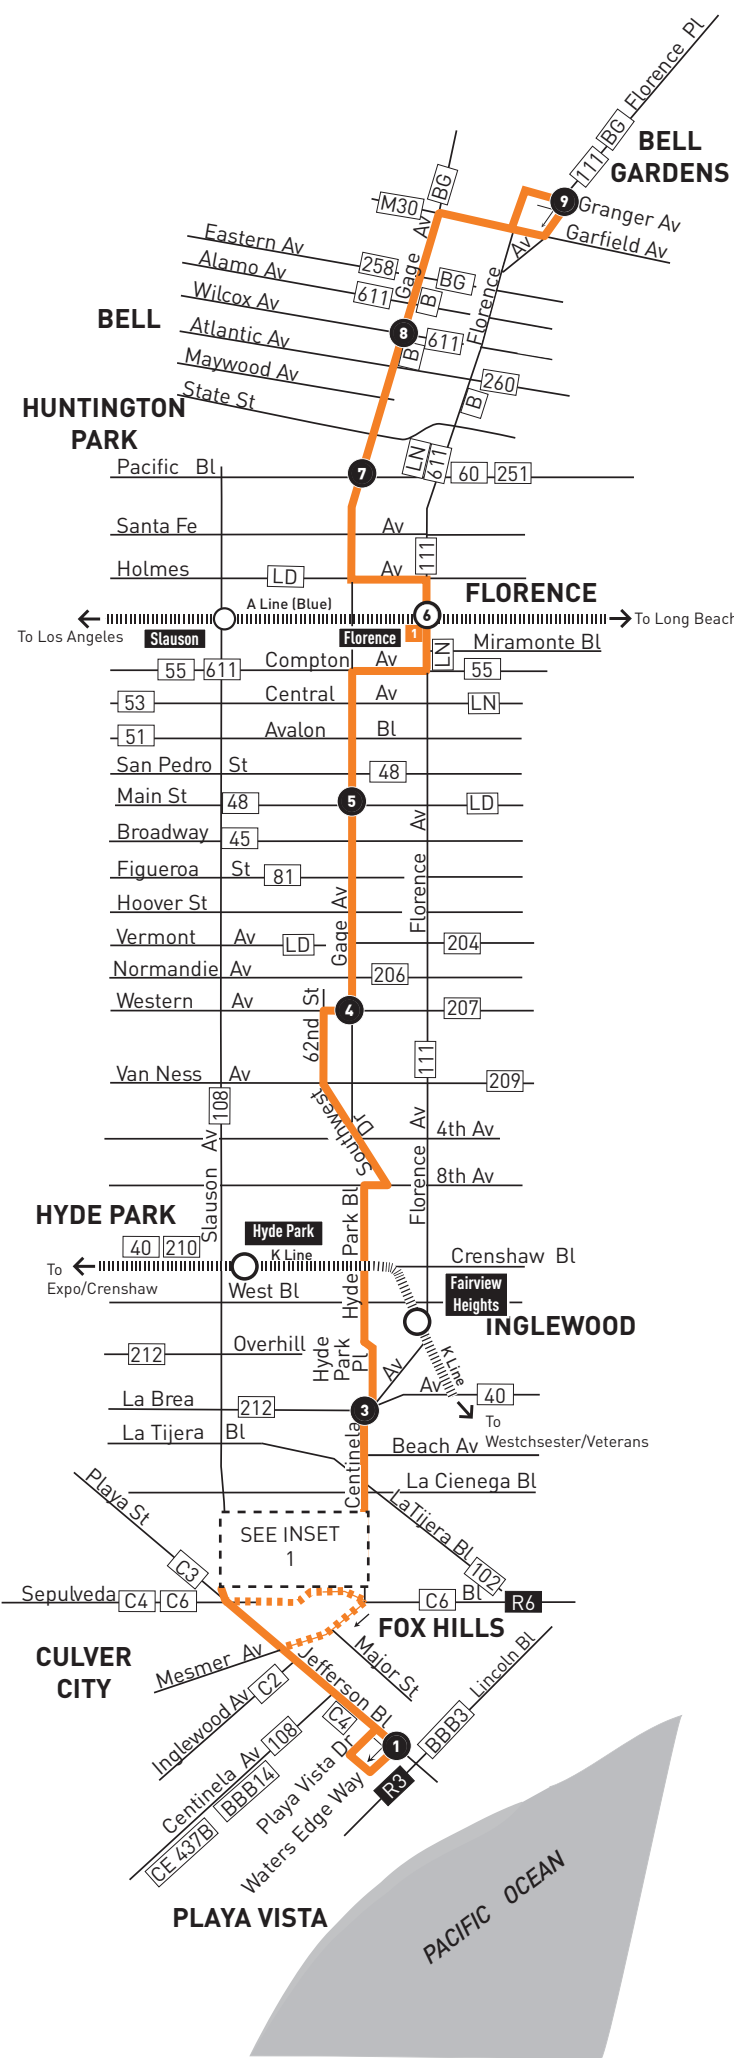 Florence Pl
BG
111
BELL
GARDENS
BG
M30
9
Granger Av
Garfield Av
Av
Av
Eastern Av
258
Gage
BG
Alamo Av
611
B
Florence
Wilcox Av
BELL
8
Atlantic Av
B
611
Maywood Av
260
State St
B
HUNTINGTON
PARK
LN
611
Pacific Bl
7
60
251
Santa Fe Av
111
Holmes
LD
Av
FLORENCE
A Line (Blue)
6
To Los Angeles
Slauson
Florence
1
To Long Beach
LN
Miramonte Bl
55
611
Compton Av
55
53
Central Av
LN
51
Avalon Bl
San Pedro St
48
Main St
48
5
LD
Av
Broadway
45
Figueroa St
81
Florence
Hoover St
Gage Av
Vermont Av
LD
204
Normandie Av
206
Western Av
62nd St
4
207
111
Van Ness Av
209
108
Southwest
Dr
Av
4th Av
Slauson Av
Florence
8th Av
HYDE PARK
Hyde Park Bl
Hyde Park
40
210
K Line
Crenshaw Bl
To
Expo/Crenshaw
West Bl
Fairview
Heights
INGLEWOOD
Overhill
212
Hyde
Park
Pl
Av
K Line
Av
40
La Brea
212
3
To
Westchsester/Veterans
La Tijera Bl
Beach Av
Centinela
La Cienega Bl
Playa St
LaTijera Bl
SEE INSET
1
C3
102
Sepulveda
C4
C6
C6
Bl
R6
FOX HILLS
CULVER
CITY
Mesmer Av
Major St
Lincoln Bl
Jefferson Bl
Inglewood Av
C2
C4
BBB3
108
1
Centinela Av
Playa Vista Dr
R3
BBB14
Waters Edge Way
CE 437B
PLAYA VISTA
PACIFIC OCEAN